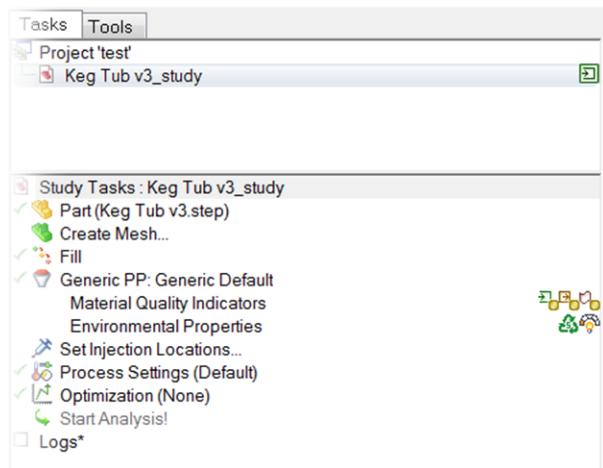 Tasks Tools
Project 'test'
Keg Tub v3_study
Study Tasks : Keg Tub v3_study
Part (Keg Tub v3.step)
Create Mesh...
Fill
Generic PP: Generic Default
Material Quality Indicators
Environmental Properties
Set Injection Locations...
Process Settings (Default)
Optimization (None)
Start Analysis!
Logs*